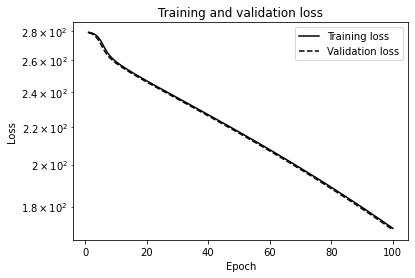 Training and validation loss
Training loss
Validation loss
Loss
2.8 × 10²
2.6 × 10²
2.4 × 10²
2.2 × 10²
2 × 10²
1.8 × 10²
0 20 40 60 80 100
Epoch